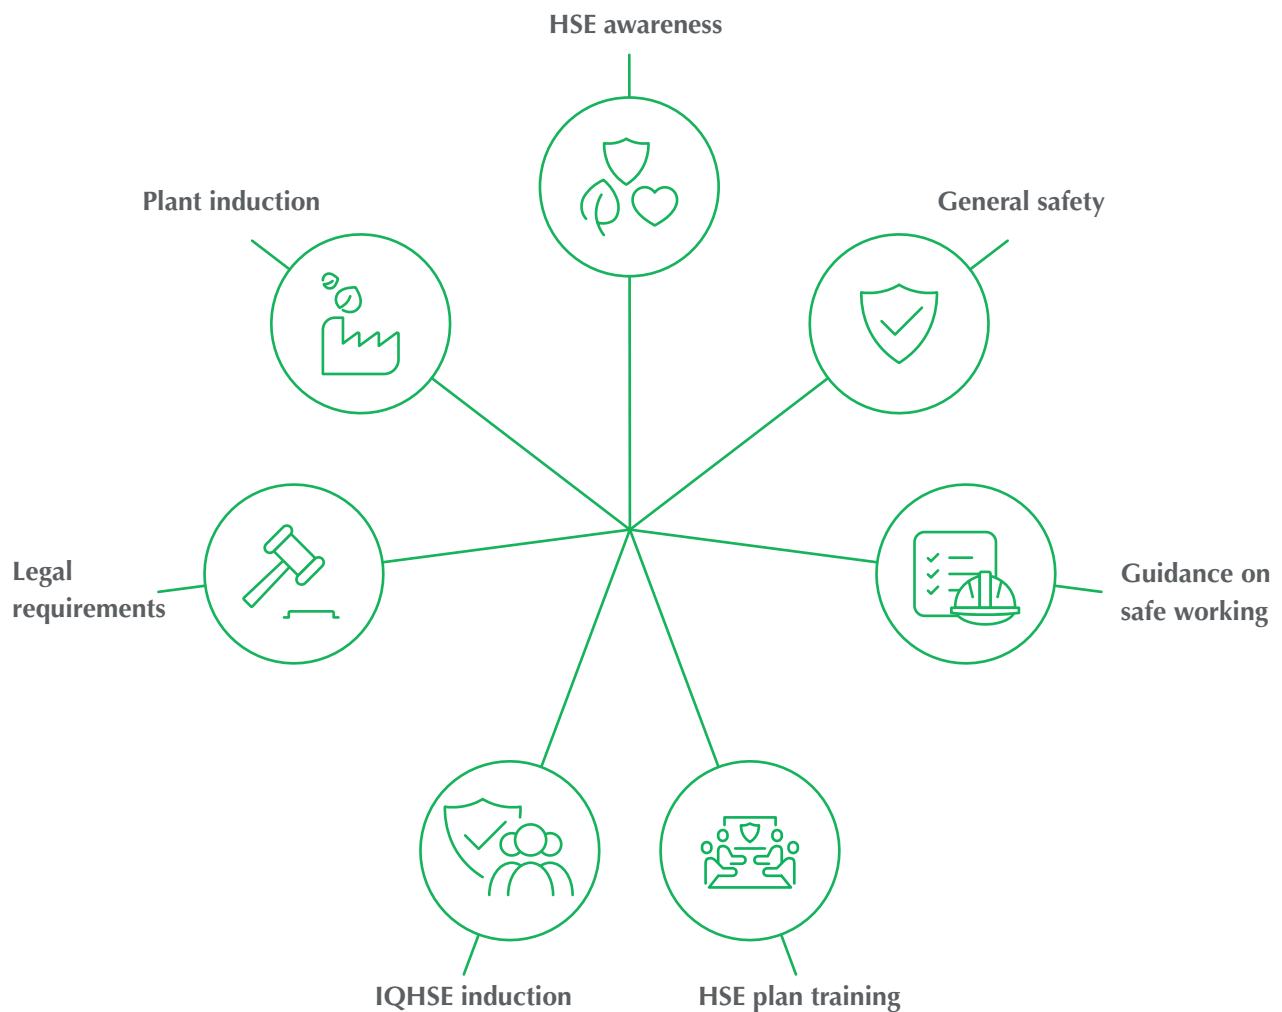 HSE awareness
Plant induction
General safety
Legal
requirements
Guidance on
safe working
IQHSE induction
HSE plan training